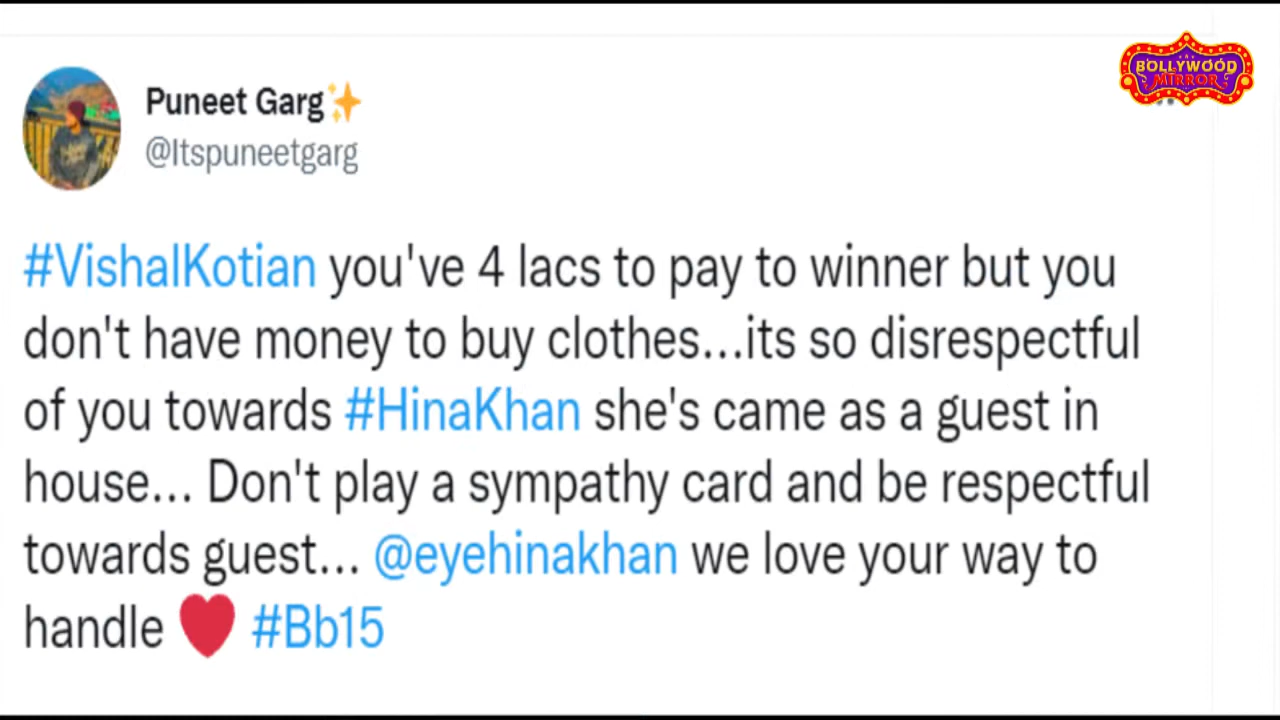 BOLLYWOOD
MIRROR
Puneet Garg✨
@Itspuneetgarg
#VishalKotian you've 4 lacs to pay to winner but you
don't have money to buy clothes...its so disrespectful
of you towards #HinaKhan she's came as a guest in
house... Don't play a sympathy card and be respectful
towards guest... @eyehinakhan we love your way to
handle ❤️ #Bb15